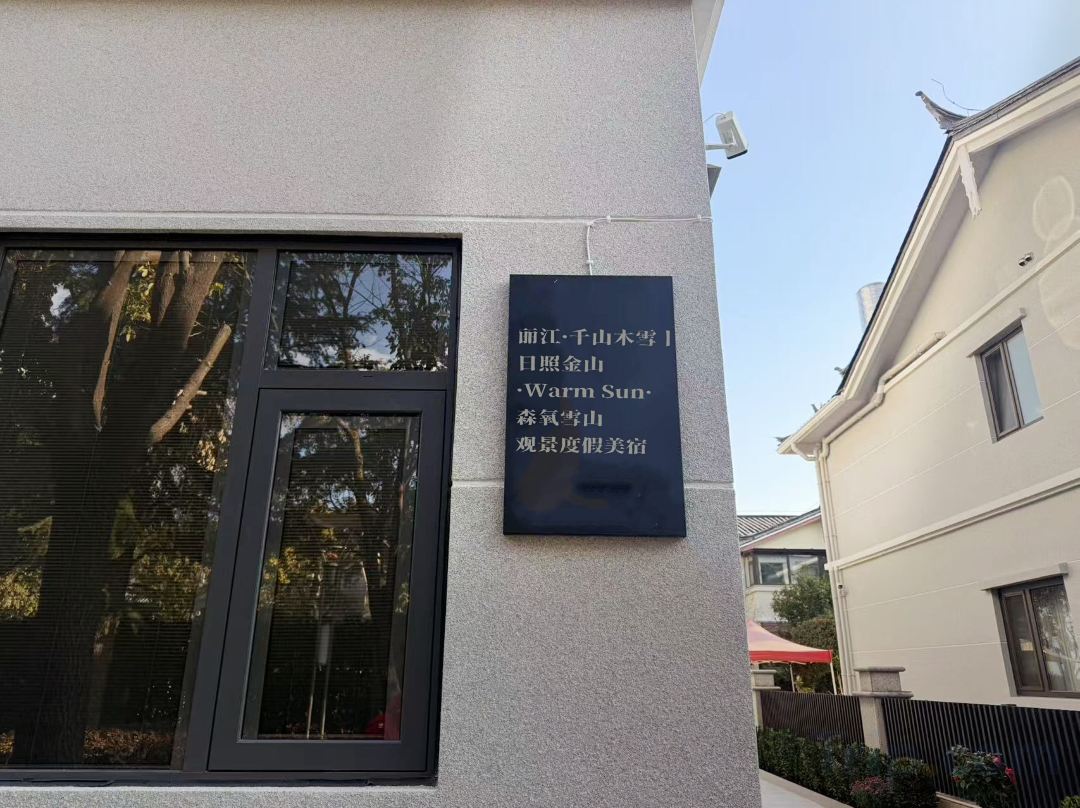 丽江·千山木雪丨
日照金山
·Warm Sun·
森氧雪山
观景度假美宿